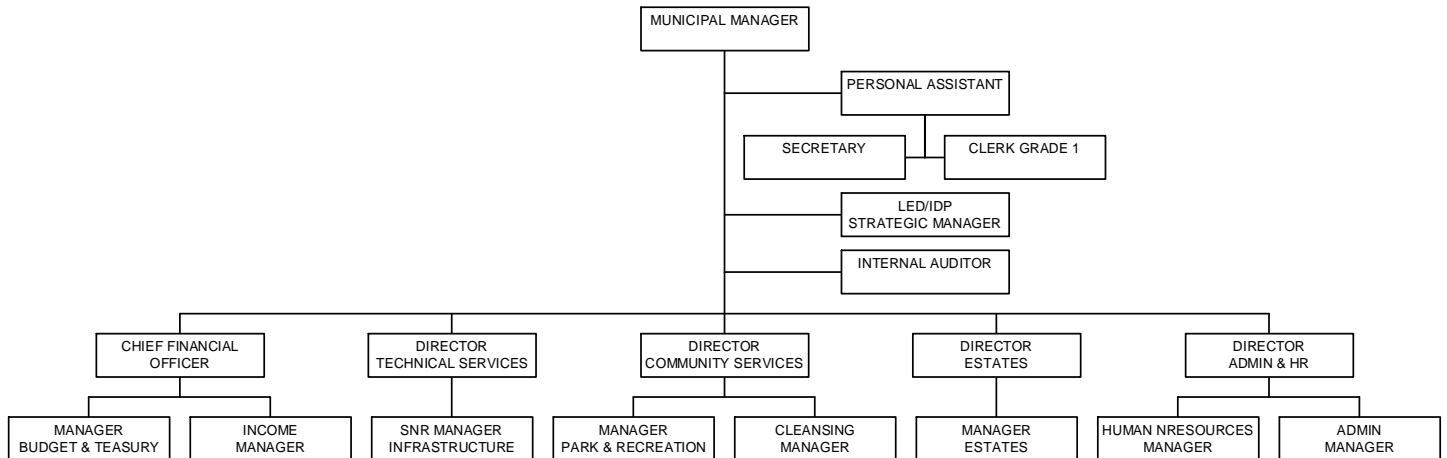 MUNICIPAL MANAGER
PERSONAL ASSISTANT
SECRETARY
CLERK GRADE 1
LED/IDP
STRATEGIC MANAGER
INTERNAL AUDITOR
CHIEF FINANCIAL
OFFICER
DIRECTOR
TECHNICAL SERVICES
DIRECTOR
COMMUNITY SERVICES
DIRECTOR
ESTATES
DIRECTOR
ADMIN & HR
MANAGER
BUDGET & TEASURY
INCOME
MANAGER
SNR MANAGER
INFRASTRUCTURE
MANAGER
PARK & RECREATION
CLEANSING
MANAGER
MANAGER
ESTATES
HUMAN NRESOURCES
MANAGER
ADMIN
MANAGER